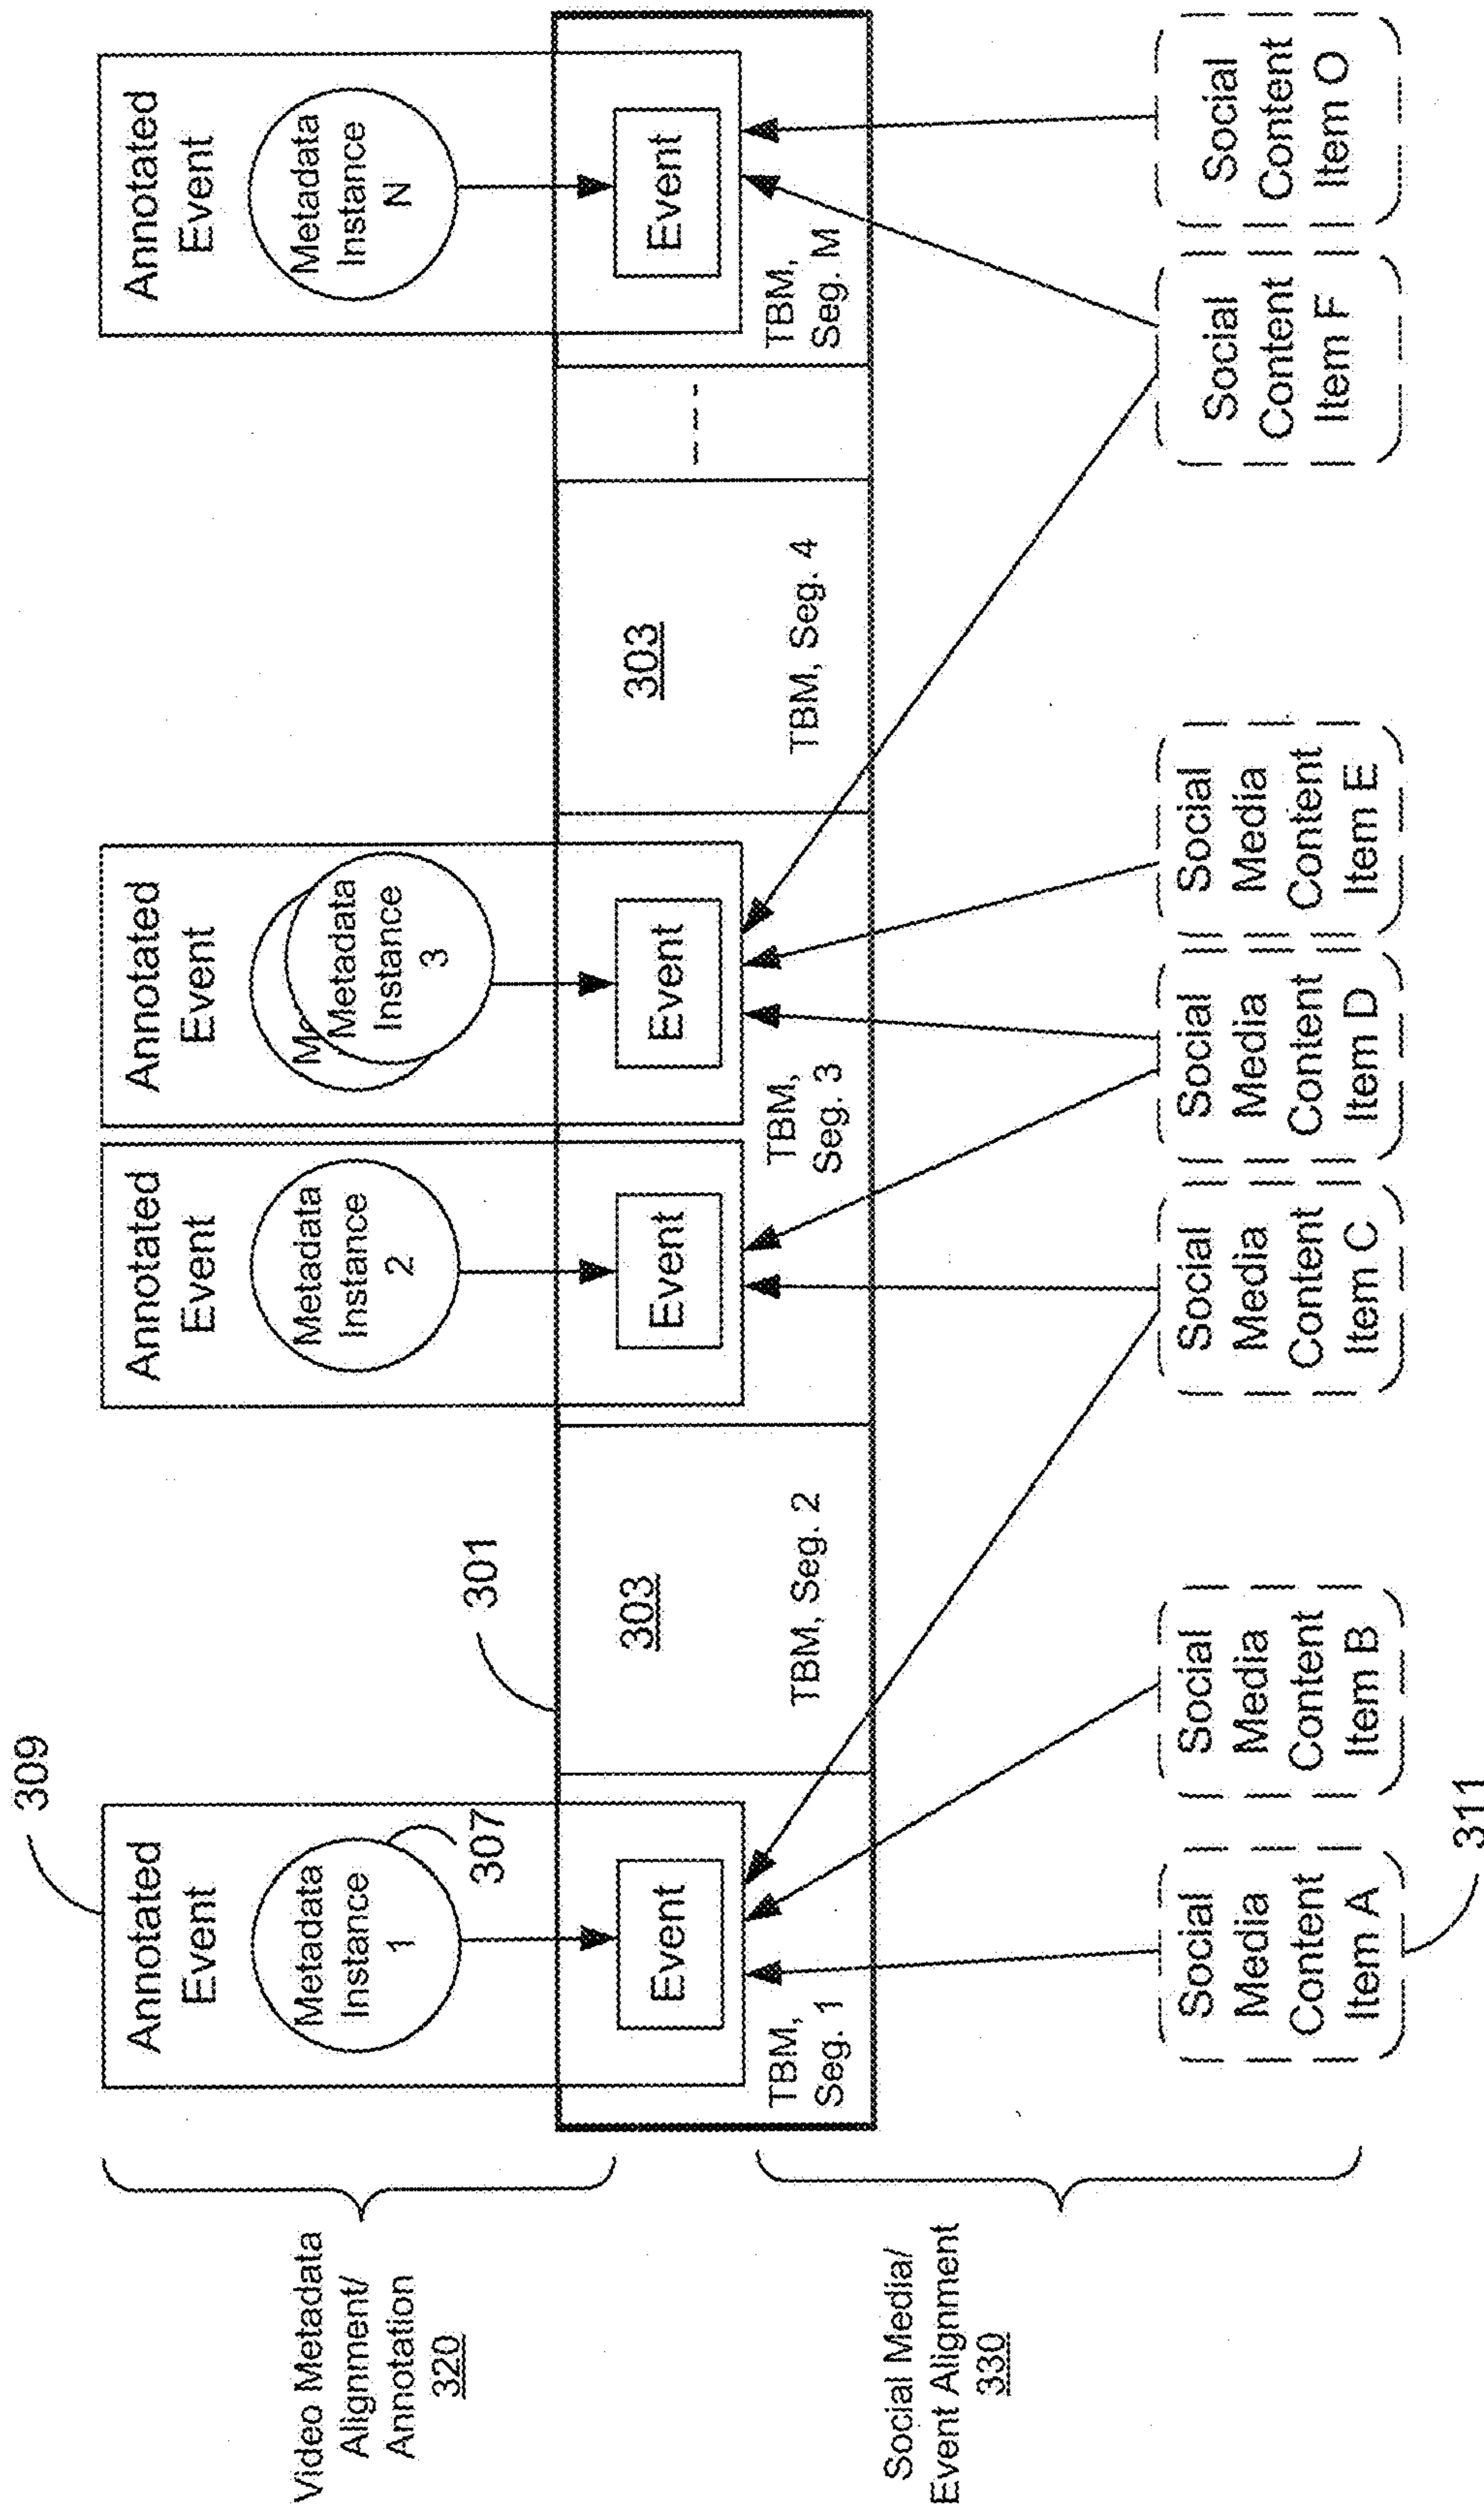 309
Annotated
Event
Metadata
Instance
1
307
Annotated
Event
Metadata
Instance
2
Annotated
Event
Me
Metadata
Instance
3
Annotated
Event
Metadata
Instance
N
Video Metadata
Alignment/
Annotation
320
301
Event
TBM,
Seg. 1
303
TBM, Seg. 2
Event
Event
TBM,
Seg. 3
303
TBM, Seg. 4
Event
TBM,
Seg. M
Social Media/
Event Alignment
330
Social
Media
Content
Item A
311
Social
Media
Content
Item B
Social
Media
Content
Item C
Social
Media
Content
Item D
Social
Media
Content
Item E
Social
Content
Item F
Social
Content
Item O